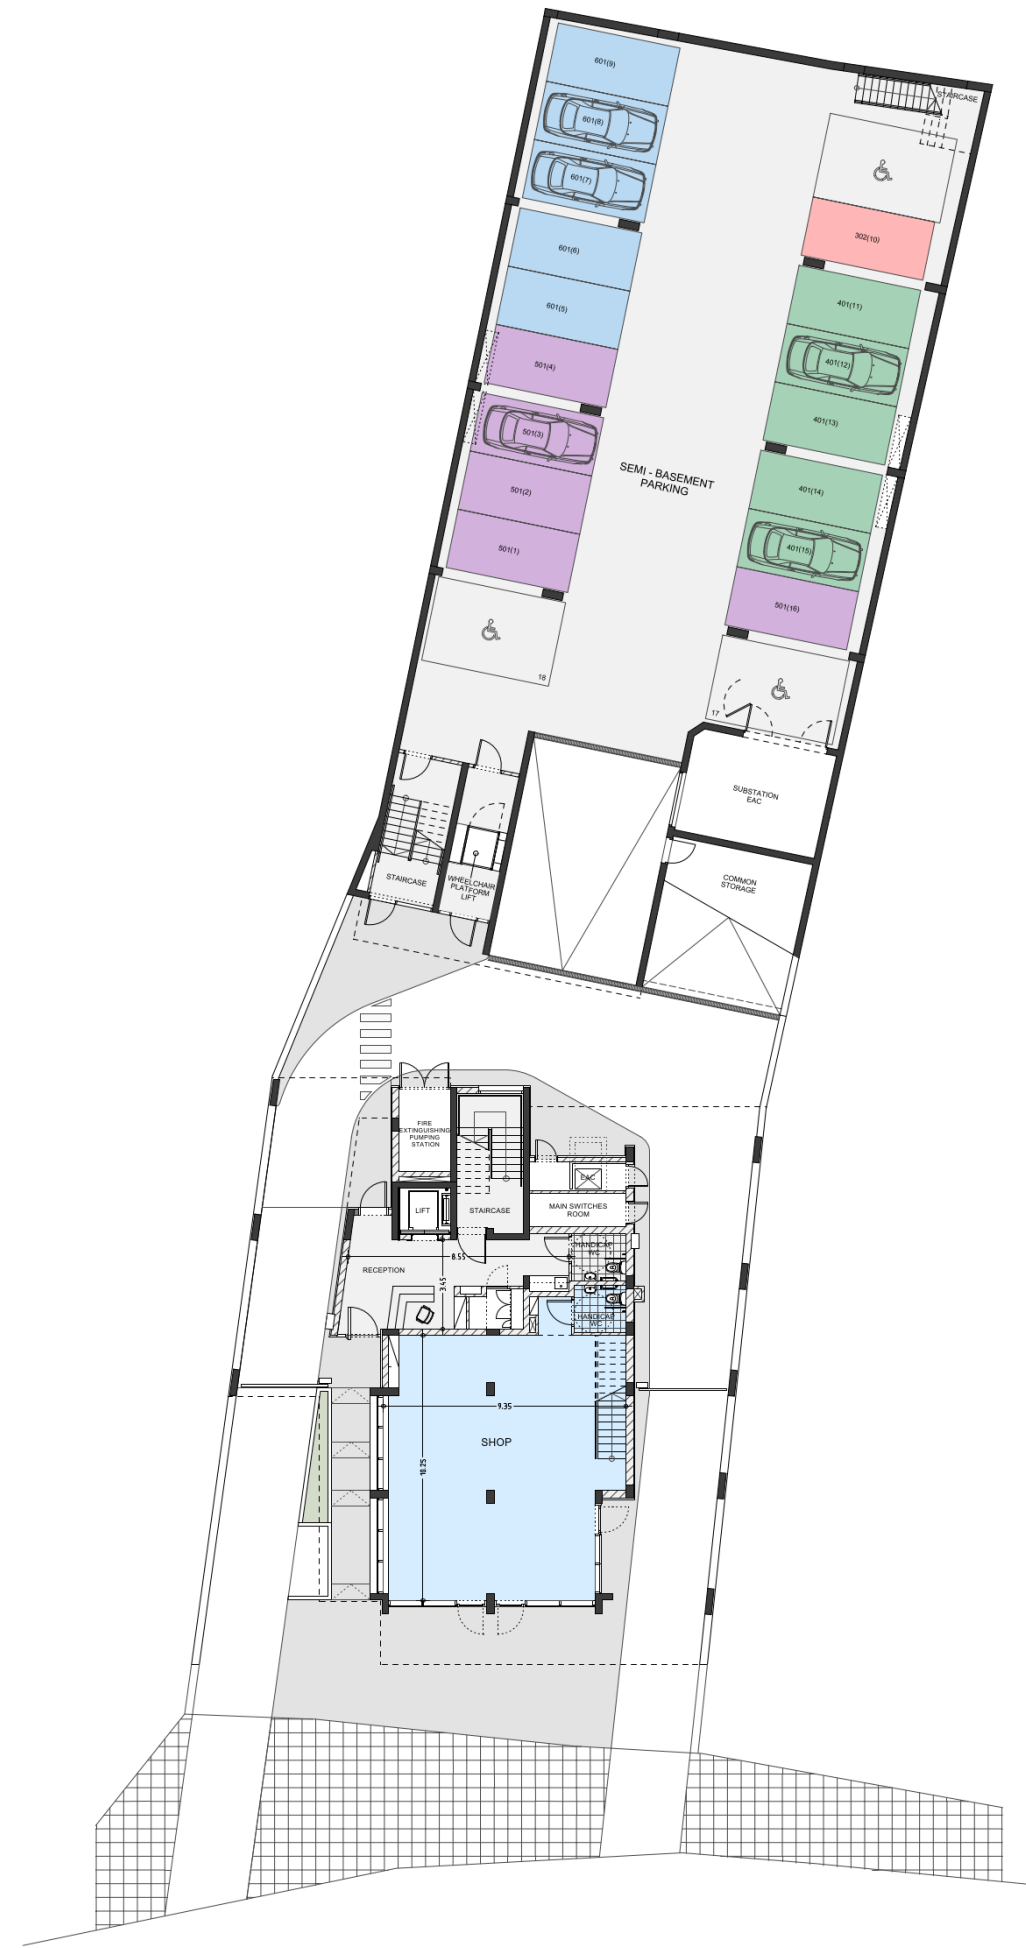 601(9)
STAIRCASE
601(8)
601(7)
302(10)
601(6)
601(5)
401(11)
501(4)
401(12)
501(3)
401(13)
SEMI - BASEMENT
PARKING
501(2)
401(14)
501(1)
401(15)
501(16)
18
17
SUBSTATION
EAC
STAIRCASE
WHEELCHAIR
PLATFORM
LIFT
COMMON
STORAGE
FIRE
EXTINGUISHING
PUMPING
STATION
EAC
LIFT
STAIRCASE
MAIN SWITCHES
ROOM
HANDICAP
WC
8.55
RECEPTION
3.45
HANDICAP
WC
9.35
SHOP
10.25